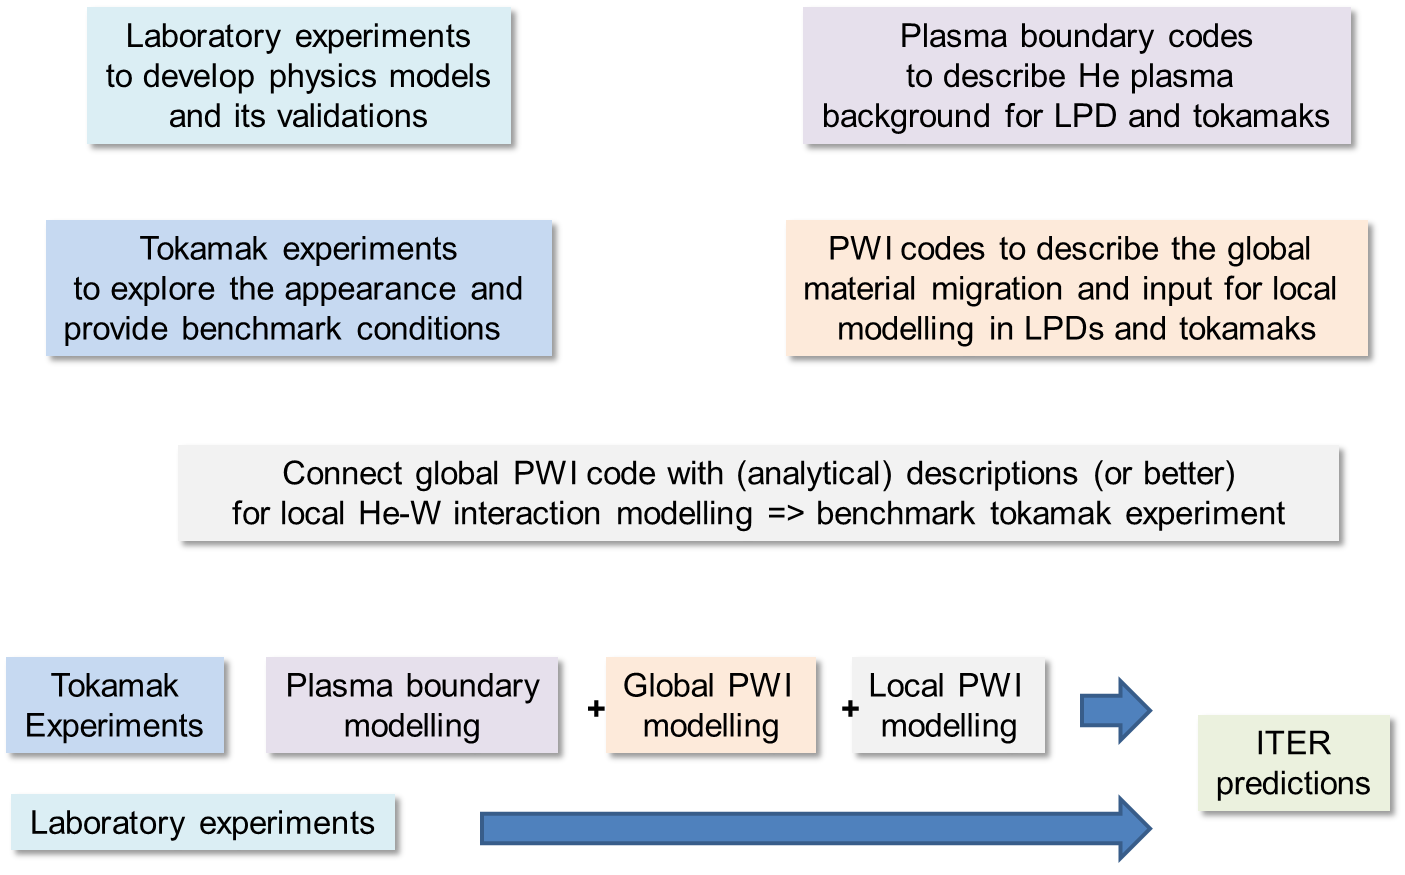 Laboratory experiments
to develop physics models
and its validations
Plasma boundary codes
to describe He plasma
background for LPD and tokamaks
Tokamak experiments
to explore the appearance and
provide benchmark conditions
PWI codes to describe the global
material migration and input for local
modelling in LPDs and tokamaks
Connect global PWI code with (analytical) descriptions (or better)
for local He-W interaction modelling => benchmark tokamak experiment
Tokamak
Experiments
Plasma boundary
modelling
+
Global PWI
modelling
+
Local PWI
modelling
ITER
predictions
Laboratory experiments